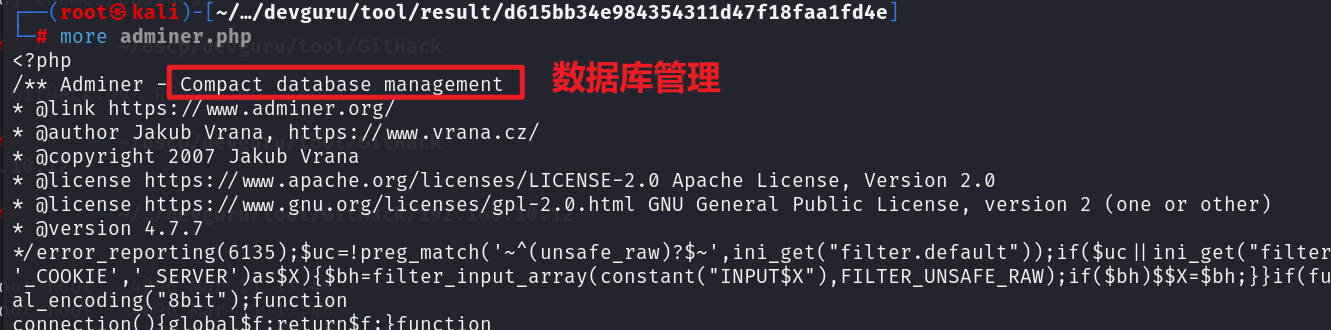 ┌──(root㉿kali)-[~/…/devguru/tool/result/d615bb34e984354311d47f18faa1fd4e]
└─# more adminer.php
<?php
/** Adminer - Compact database management 数据库管理
* @link https://www.adminer.org/
* @author Jakub Vrana, https://www.vrana.cz/
* @copyright 2007 Jakub Vrana
* @license https://www.apache.org/licenses/LICENSE-2.0 Apache License, Version 2.0
* @license https://www.gnu.org/licenses/gpl-2.0.html GNU General Public License, version 2 (one or other)
* @version 4.7.7
*/error_reporting(6135);$uc=!preg_match('~^(unsafe_raw)?$~',ini_get("filter.default"));if($uc||ini_get("filter
'_COOKIE','_SERVER')as$X){$bh=filter_input_array(constant("INPUT$X"),FILTER_UNSAFE_RAW);if($bh)$$X=$bh;}}if(fu
al_encoding("8bit");function
connection(){global$f;return$f;}function